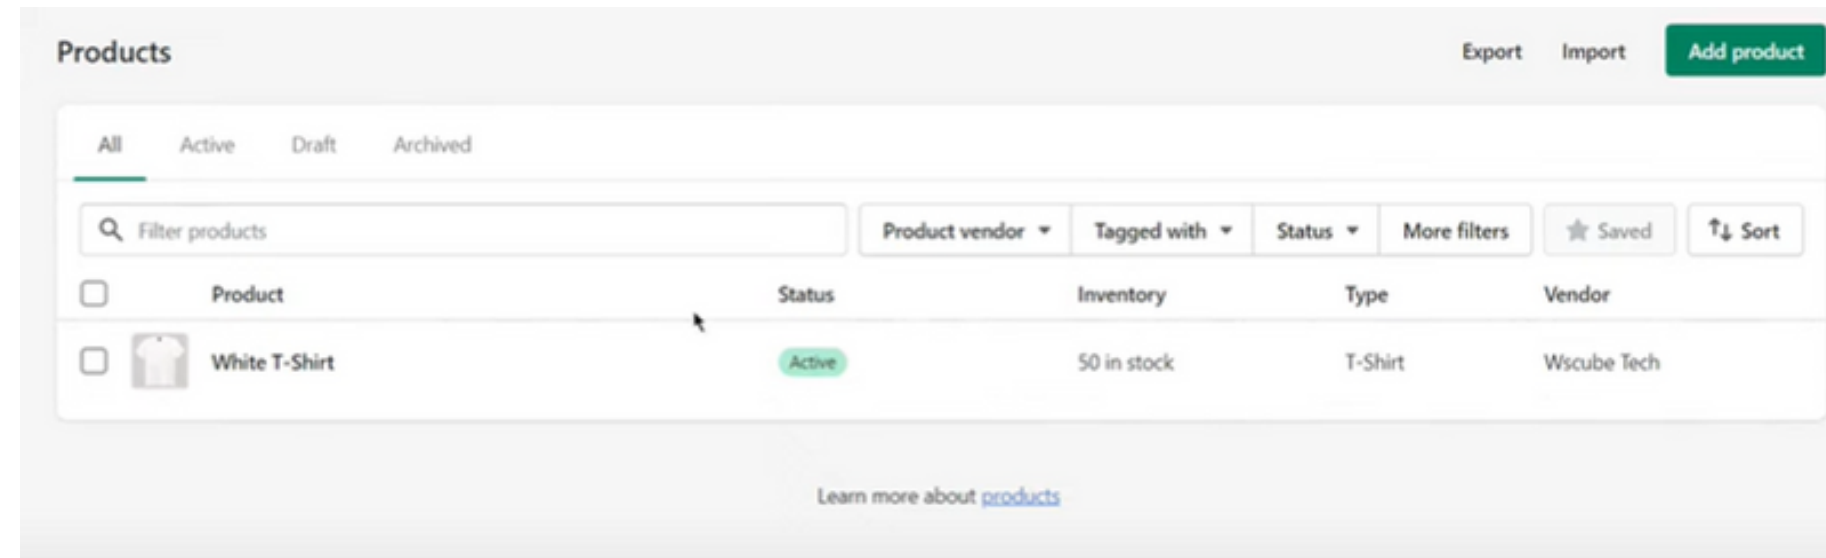 Products Export Import Add product
All Active Draft Archived
Filter products Product vendor Tagged with Status More filters Saved Sort
Product Status Inventory Type Vendor
White T-Shirt Active 50 in stock T-Shirt Wscube Tech
Learn more about products